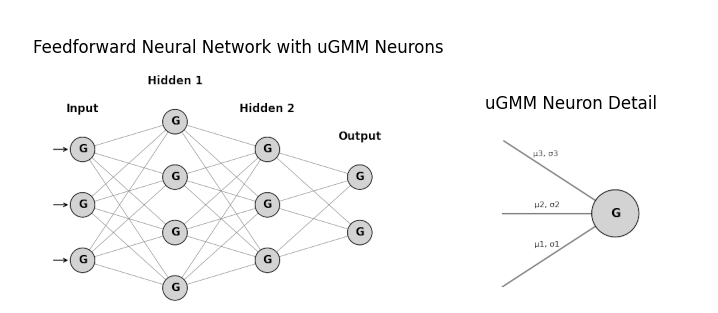 Feedforward Neural Network with uGMM Neurons
Hidden 1
Input
Hidden 2
Output
G
G
G
G
G
G
G
G
G
G
G
G
uGMM Neuron Detail
μ3, σ3
μ2, σ2
μ1, σ1
G